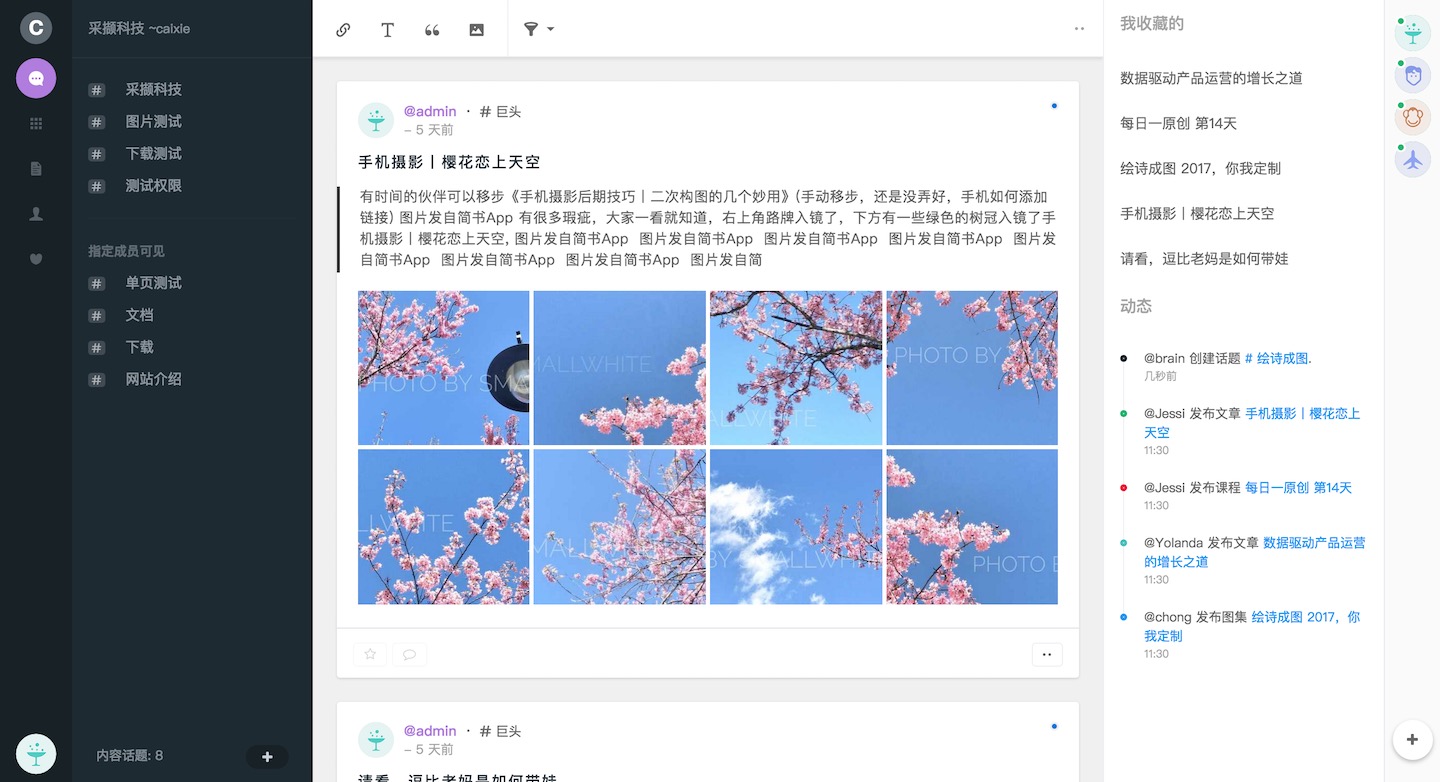 C
采撷科技 ~caixie
# 采撷科技
# 图片测试
# 下载测试
# 测试权限
指定成员可见
# 单页测试
# 文档
# 下载
# 网站介绍
内容话题: 8
@admin · # 巨头
– 5 天前
手机摄影丨樱花恋上天空
有时间的伙伴可以移步《手机摄影后期技巧丨二次构图的几个妙用》(手动移步，还是没弄好，手机如何添加
链接) 图片发自简书App 有很多瑕疵，大家一看就知道，右上角路牌入镜了，下方有一些绿色的树冠入镜了手
机摄影丨樱花恋上天空, 图片发自简书App 图片发自简书App 图片发自简书App 图片发自简书App 图片发
自简书App 图片发自简书App 图片发自简书App 图片发自简
PHOTO BY SMA
MALLWHITE
ALLWHITE
PHOTO BY
LLWHITE
MALL
BY SMALLWHITE
PHOTO B
@admin · # 巨头
– 5 天前
请看，逗比老妈是如何带娃
我收藏的
数据驱动产品运营的增长之道
每日一原创 第14天
绘诗成图 2017，你我定制
手机摄影丨樱花恋上天空
请看，逗比老妈是如何带娃
动态
@brain 创建话题 # 绘诗成图.
几秒前
@Jessi 发布文章 手机摄影丨樱花恋上
天空
11:30
@Jessi 发布课程 每日一原创 第14天
11:30
@Yolanda 发布文章 数据驱动产品运营
的增长之道
11:30
@chong 发布图集 绘诗成图 2017，你
我定制
11:30